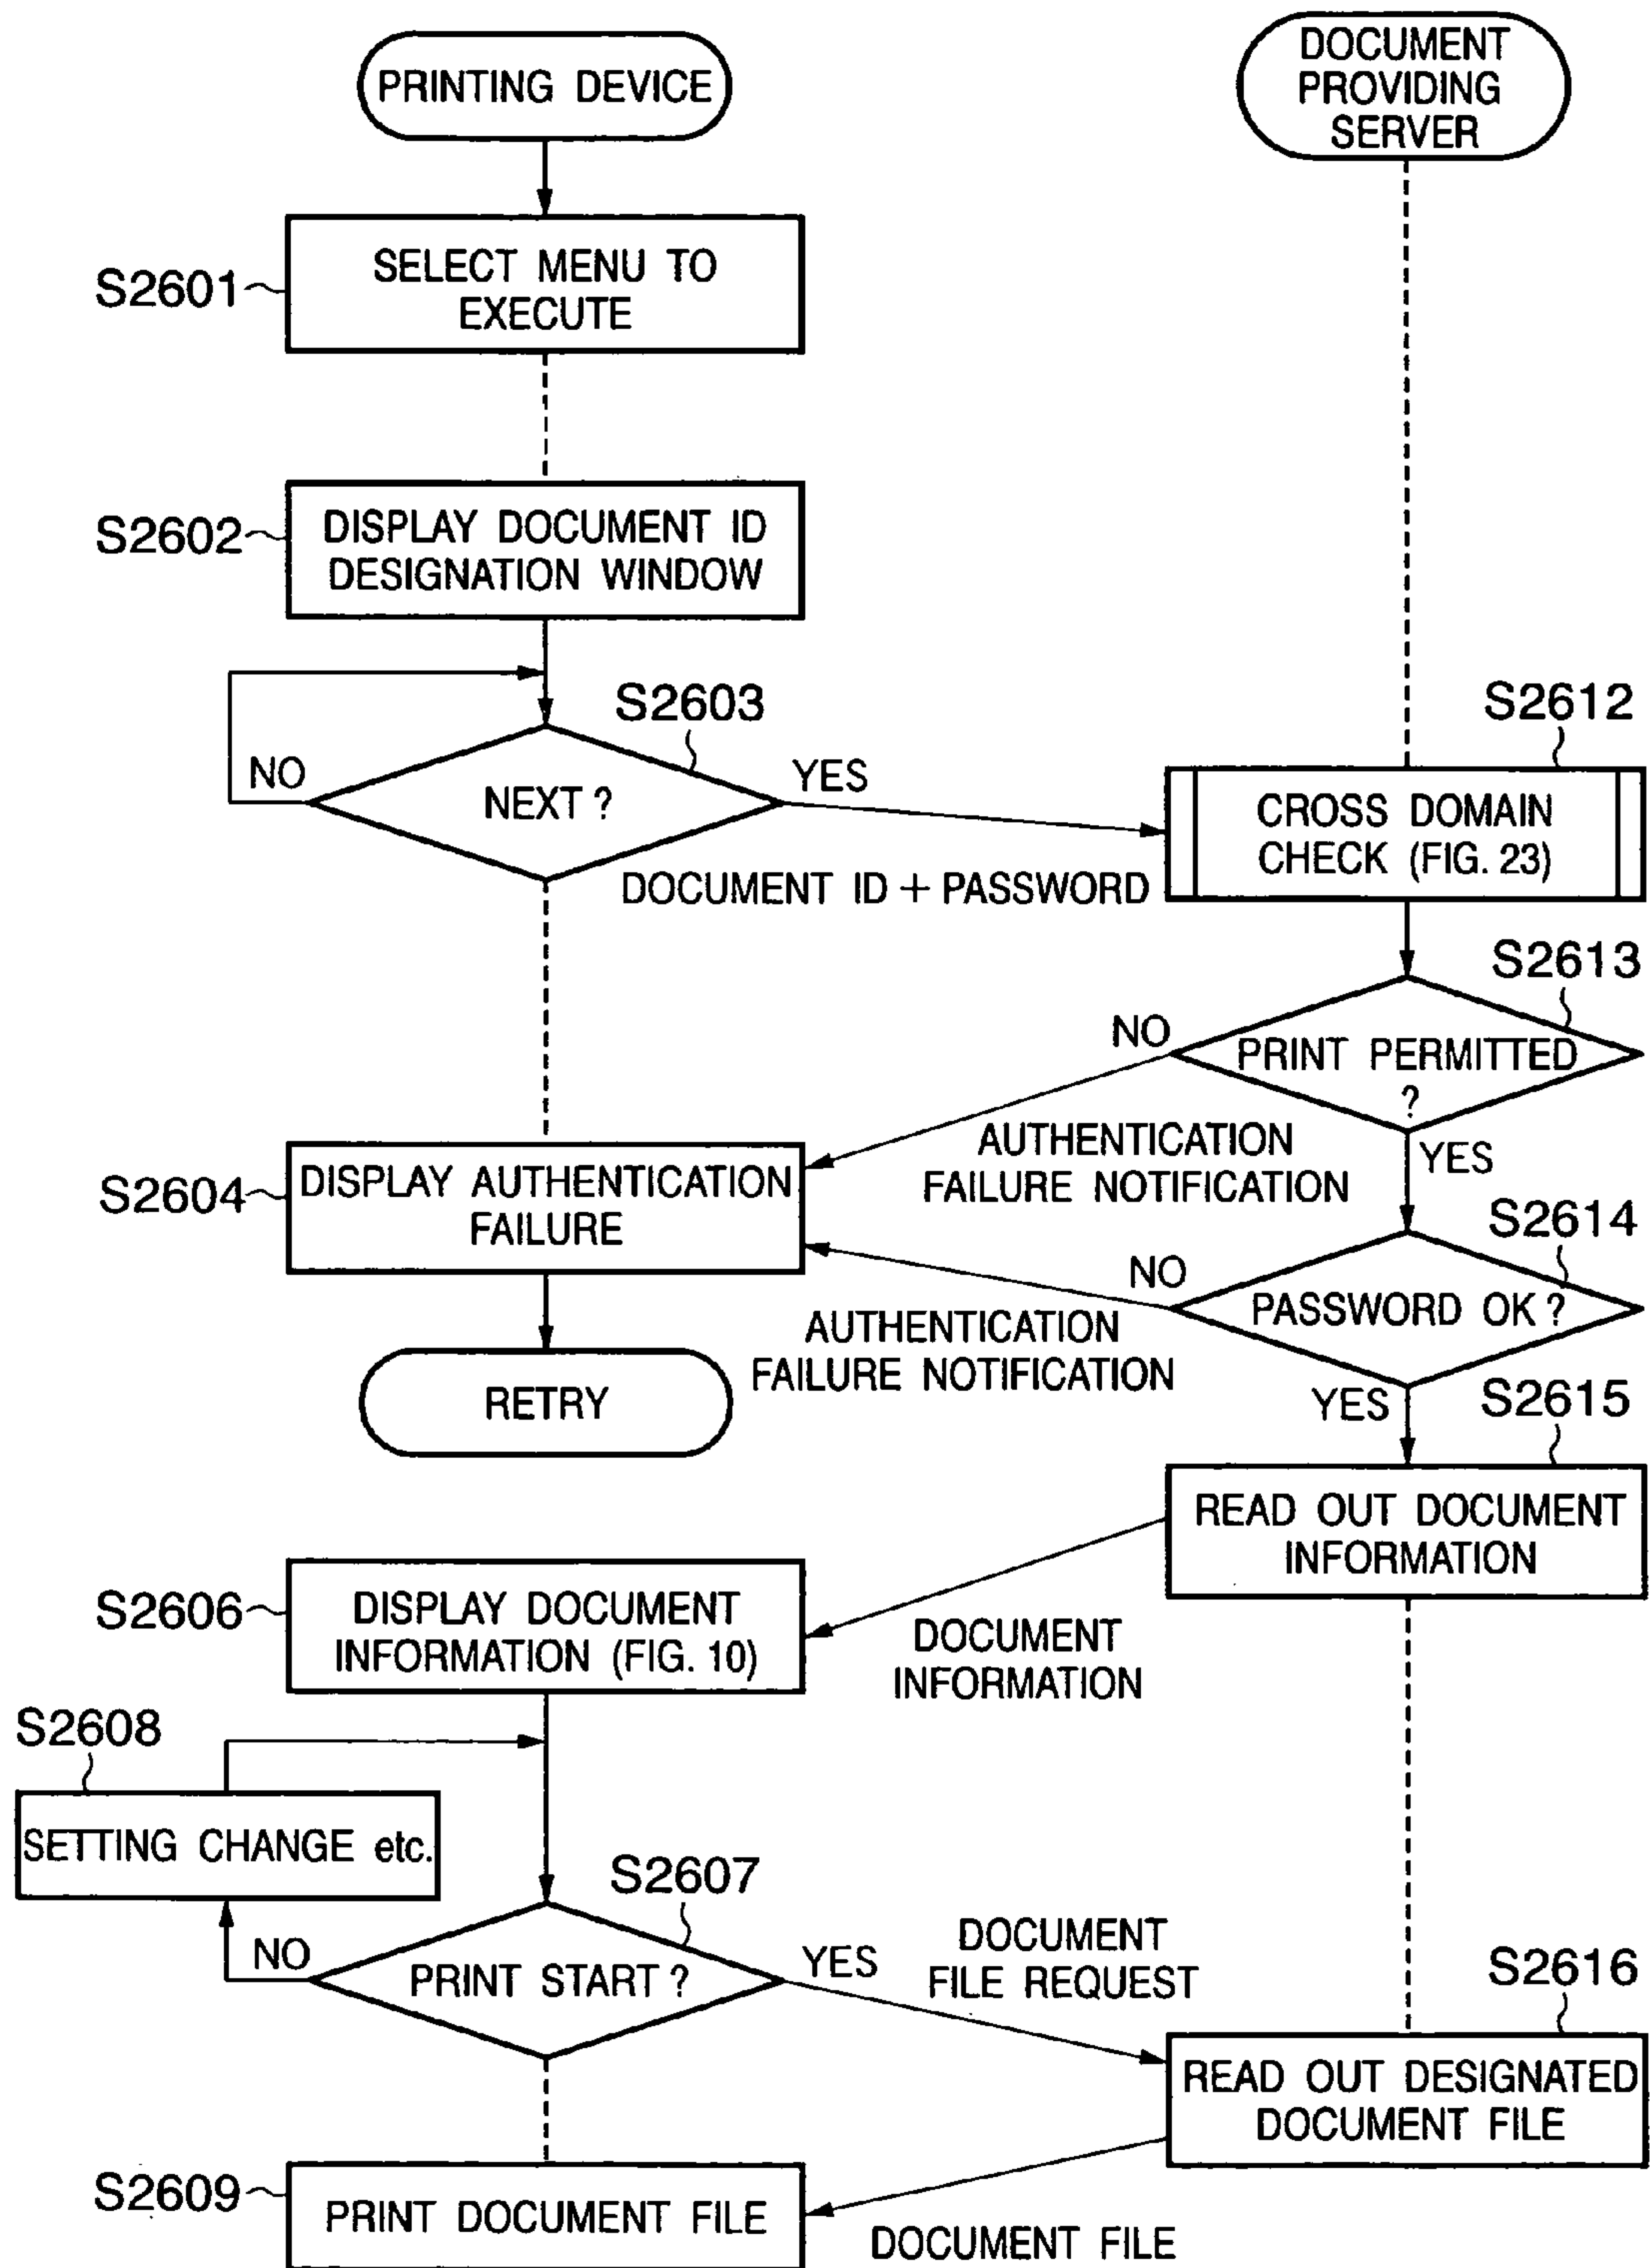 PRINTING DEVICE
DOCUMENT
PROVIDING
SERVER
S2601
SELECT MENU TO
EXECUTE
S2602
DISPLAY DOCUMENT ID
DESIGNATION WINDOW
S2603
NO
NEXT ?
YES
DOCUMENT ID + PASSWORD
S2612
CROSS DOMAIN
CHECK (FIG. 23)
S2613
NO
PRINT PERMITTED
?
YES
AUTHENTICATION
FAILURE NOTIFICATION
S2604
DISPLAY AUTHENTICATION
FAILURE
S2614
NO
PASSWORD OK ?
YES
AUTHENTICATION
FAILURE NOTIFICATION
RETRY
S2615
READ OUT DOCUMENT
INFORMATION
S2606
DISPLAY DOCUMENT
INFORMATION (FIG. 10)
DOCUMENT
INFORMATION
S2608
SETTING CHANGE etc.
S2607
NO
PRINT START ?
YES
DOCUMENT
FILE REQUEST
S2616
READ OUT DESIGNATED
DOCUMENT FILE
S2609
PRINT DOCUMENT FILE
DOCUMENT FILE